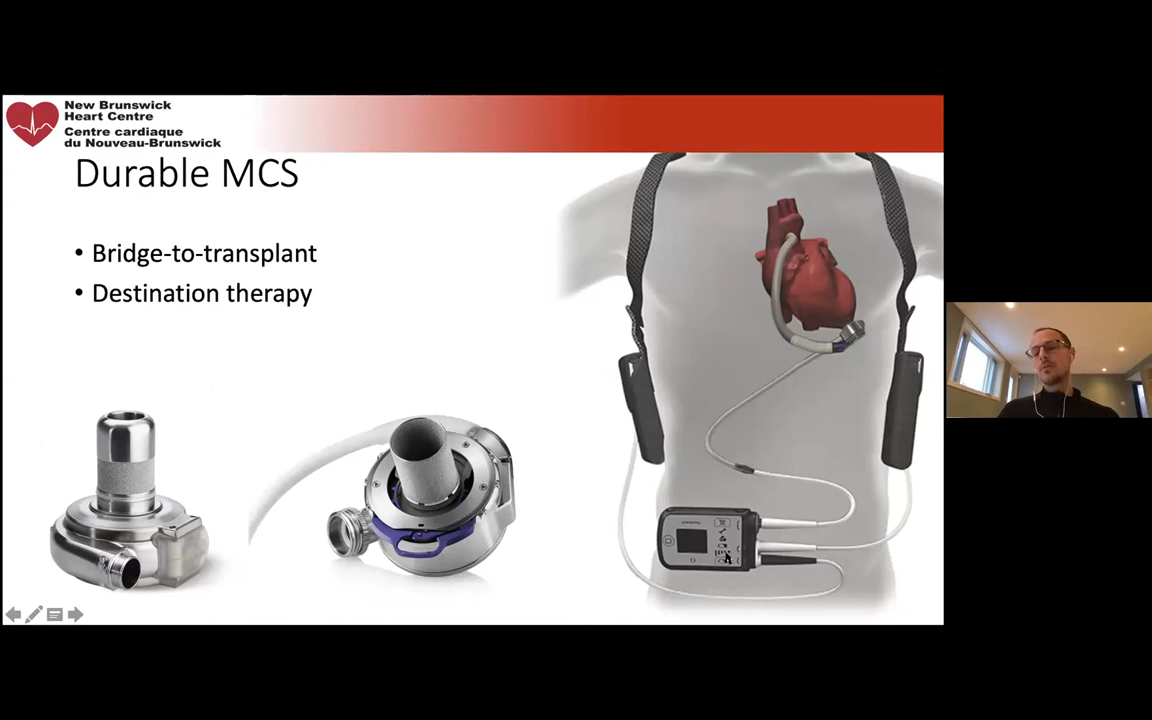 New Brunswick
Heart Centre
Centre cardiaque
du Nouveau-Brunswick
Durable MCS
• Bridge-to-transplant
• Destination therapy